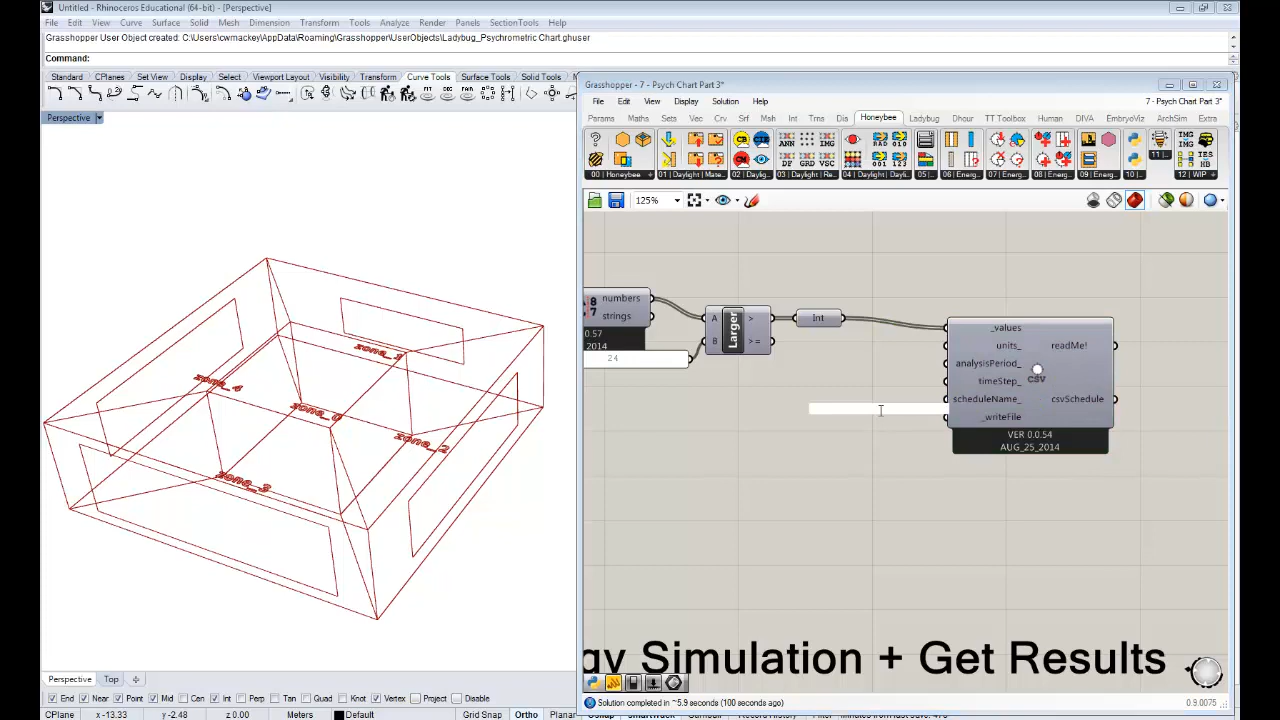 Untitled - Rhinoceros Educational (64-bit) - [Perspective]
File Edit View Curve Surface Solid Mesh Dimension Transform Tools Analyze Render Panels SectionTools Help
Grasshopper User Object created: C:\Users\cwmackey\AppData\Roaming\Grasshopper\UserObjects\Ladybug_Psychrometric Chart.ghuser
Command:
Standard CPlanes Set View Display Select Viewport Layout Visibility Transform Curve Tools Surface Tools Solid Tools
Perspective
zone_1
zone_4
zone_0
zone_2
zone_3
Perspective Top
End Near Point Mid Cen Int Perp Tan Quad Knot Vertex Project Disable
CPlane x -13.33 y -2.48 z 0.00 Meters Default Grid Snap Ortho Planar
Grasshopper - 7 - Psych Chart Part 3*
File Edit View Display Solution Help
7 - Psych Chart Part 3*
Params Maths Sets Vec Crv Srf Msh Int Trns Dis Honeybee Ladybug Dhour TT Toolbox Human DIVA EmbryoViz ArchSim Extra
00 | Honeybee 01 | Daylight | Mate... 02 | Daylig... 03 | Daylight | Re... 04 | Daylight | Dayli... 05 |... 06 | Energ... 07 | Energ... 08 | Energ... 09 | Energ... 10 |... 11 |... 12 | WIP
125%
numbers
strings
0.57
2014
24
A >
B >=
Larger
Int
_values
units_
analysisPeriod_
timeStep_
scheduleName_
_writeFile
CSV
readMe!
csvSchedule
VER 0.0.54
AUG_25_2014
Simulation + Get Results
Solution completed in ~5.9 seconds (100 seconds ago)
0.9.0075